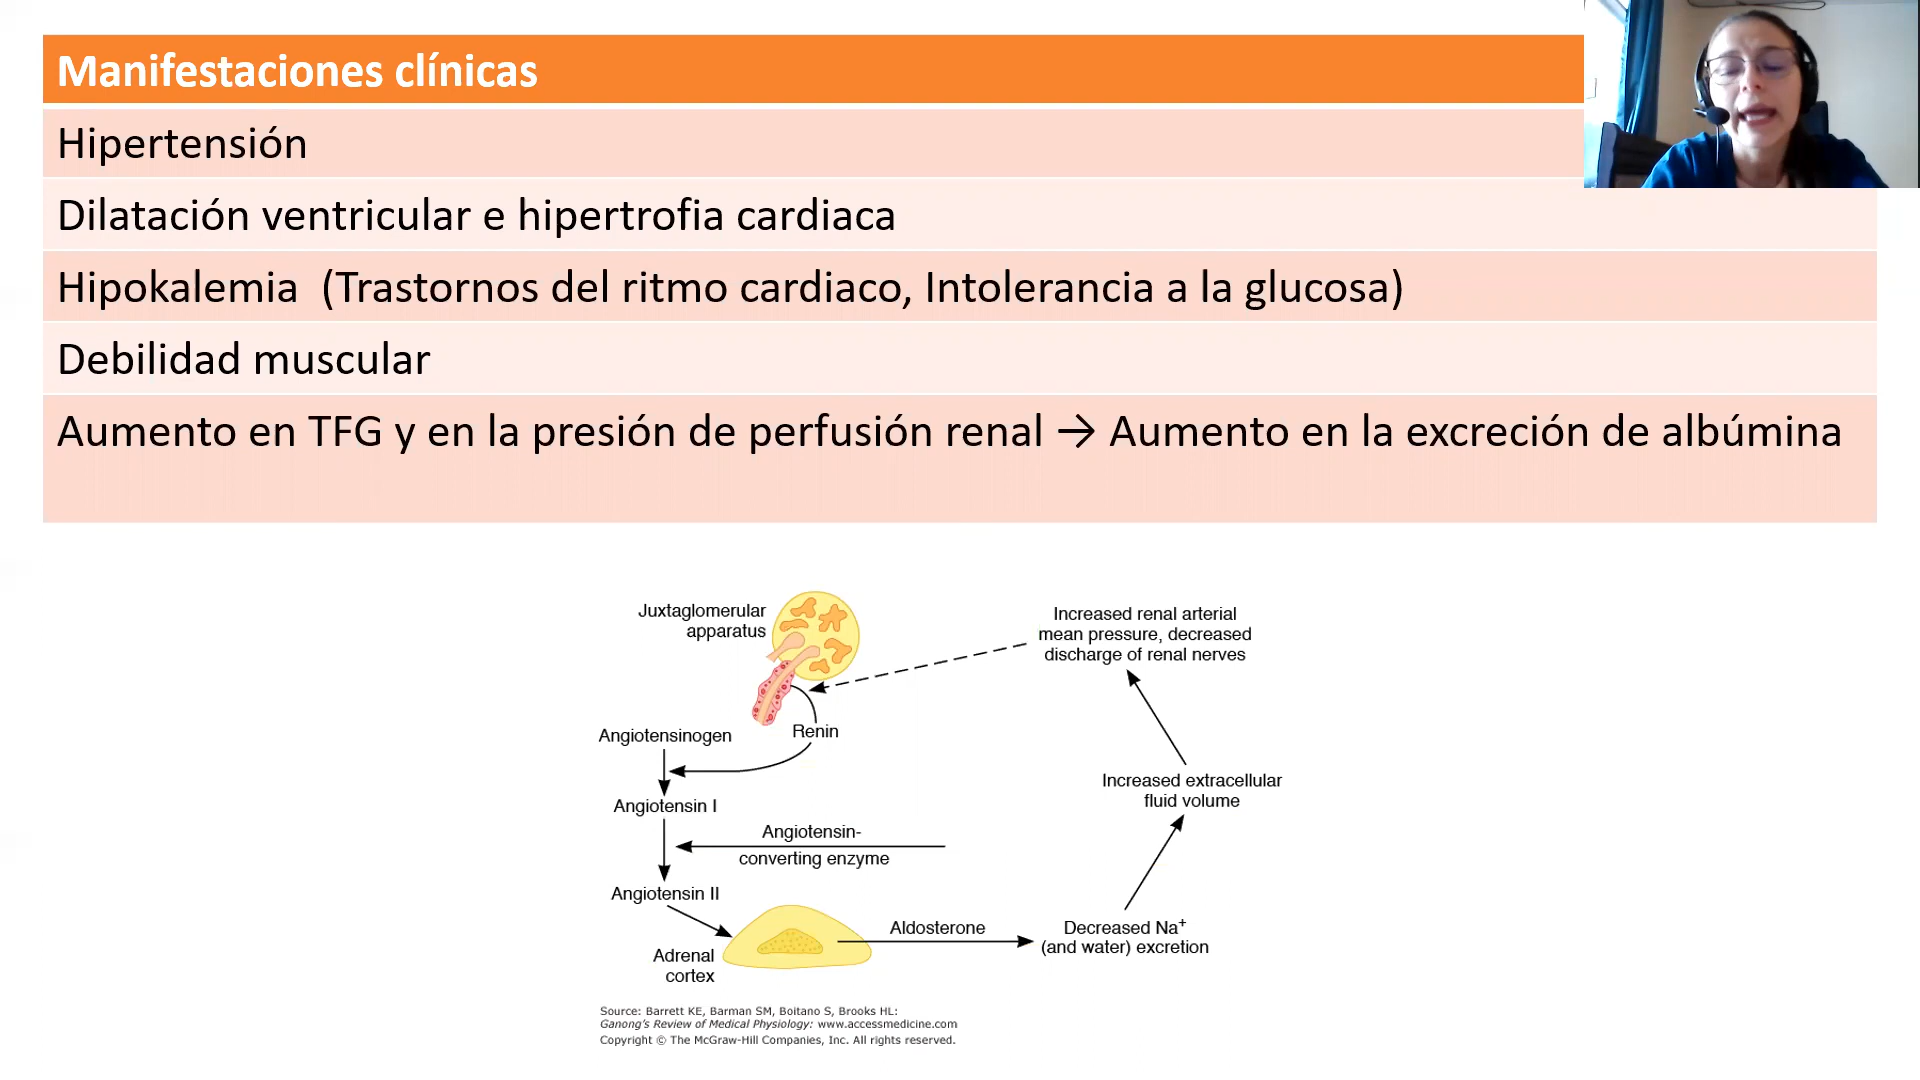 Manifestaciones clínicas
Hipertensión
Dilatación ventricular e hipertrofia cardiaca
Hipokalemia  (Trastornos del ritmo cardiaco, Intolerancia a la glucosa)
Debilidad muscular
Aumento en TFG y en la presión de perfusión renal → Aumento en la excreción de albúmina
Juxtaglomerular
apparatus
Increased renal arterial
mean pressure, decreased
discharge of renal nerves
Renin
Angiotensinogen
Angiotensin I
Increased extracellular
fluid volume
Angiotensin-
converting enzyme
Angiotensin II
Adrenal
cortex
Aldosterone
Decreased Na+
(and water) excretion
Source: Barrett KE, Barman SM, Boitano S, Brooks HL:
Ganong's Review of Medical Physiology: www.accessmedicine.com
Copyright © The McGraw-Hill Companies, Inc. All rights reserved.